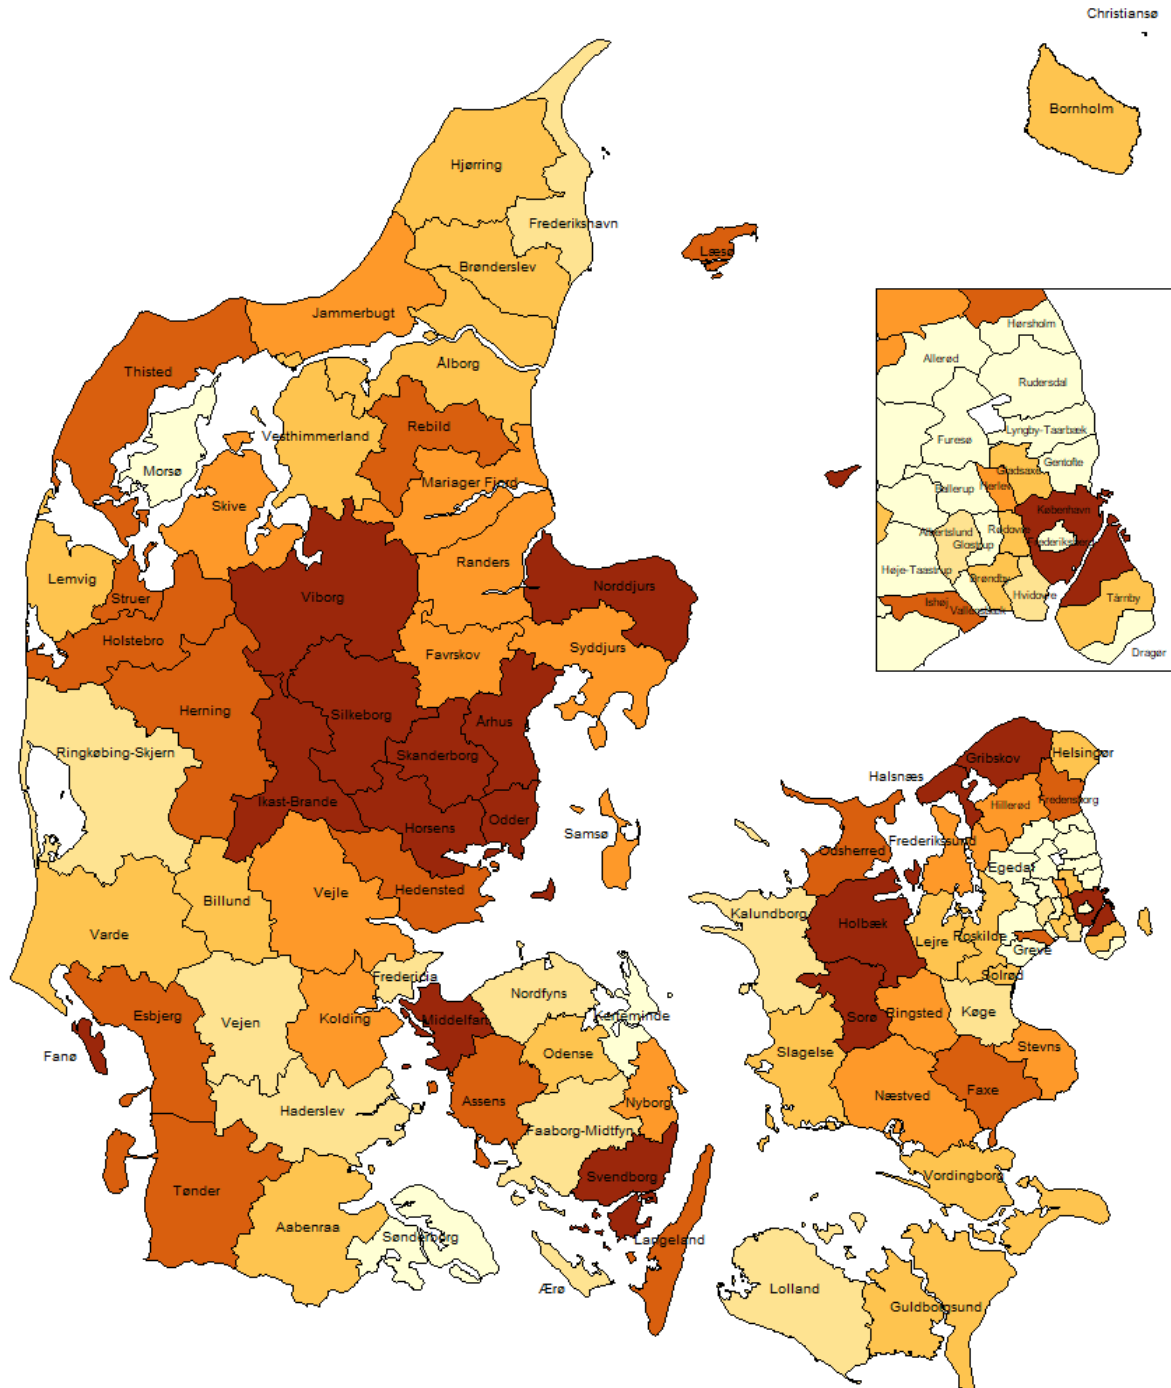 Christiansø
Bornholm
Hjørring
Frederikshavn
Læsø
Brønderslev
Jammerbugt
Ålborg
Thisted
Vesthimmerland
Rebild
Morsø
Mariager Fjord
Skive
Randers
Lemvig
Struer
Viborg
Norddjurs
Holstebro
Favrskov
Syddjurs
Herning
Silkeborg
Århus
Ringkøbing-Skjern
Skanderborg
Ikast-Brande
Horsens
Odder
Samsø
Hedensted
Vejle
Billund
Varde
Fredericia
Esbjerg
Vejen
Kolding
Middelfart
Nordfyns
Kerteminde
Fanø
Odense
Haderslev
Assens
Nyborg
Faaborg-Midtfyn
Svendborg
Tønder
Aabenraa
Sønderborg
Langeland
Ærø
Hørsholm
Allerød
Rudersdal
Lyngby-Taarbæk
Furesø
Gentofte
Gladsaxe
Ballerup
Herlev
København
Albertslund
Rødovre
Glostrup
Frederiksberg
Høje-Taastrup
Brøndby
Hvidovre
Ishøj
Vallensbæk
Tårnby
Dragør
Helsingør
Gribskov
Halsnæs
Hillerød
Fredensborg
Frederikssund
Odsherred
Egedal
Kalundborg
Holbæk
Lejre
Roskilde
Greve
Solrød
Sorø
Ringsted
Køge
Slagelse
Stevns
Næstved
Faxe
Vordingborg
Lolland
Guldborgsund